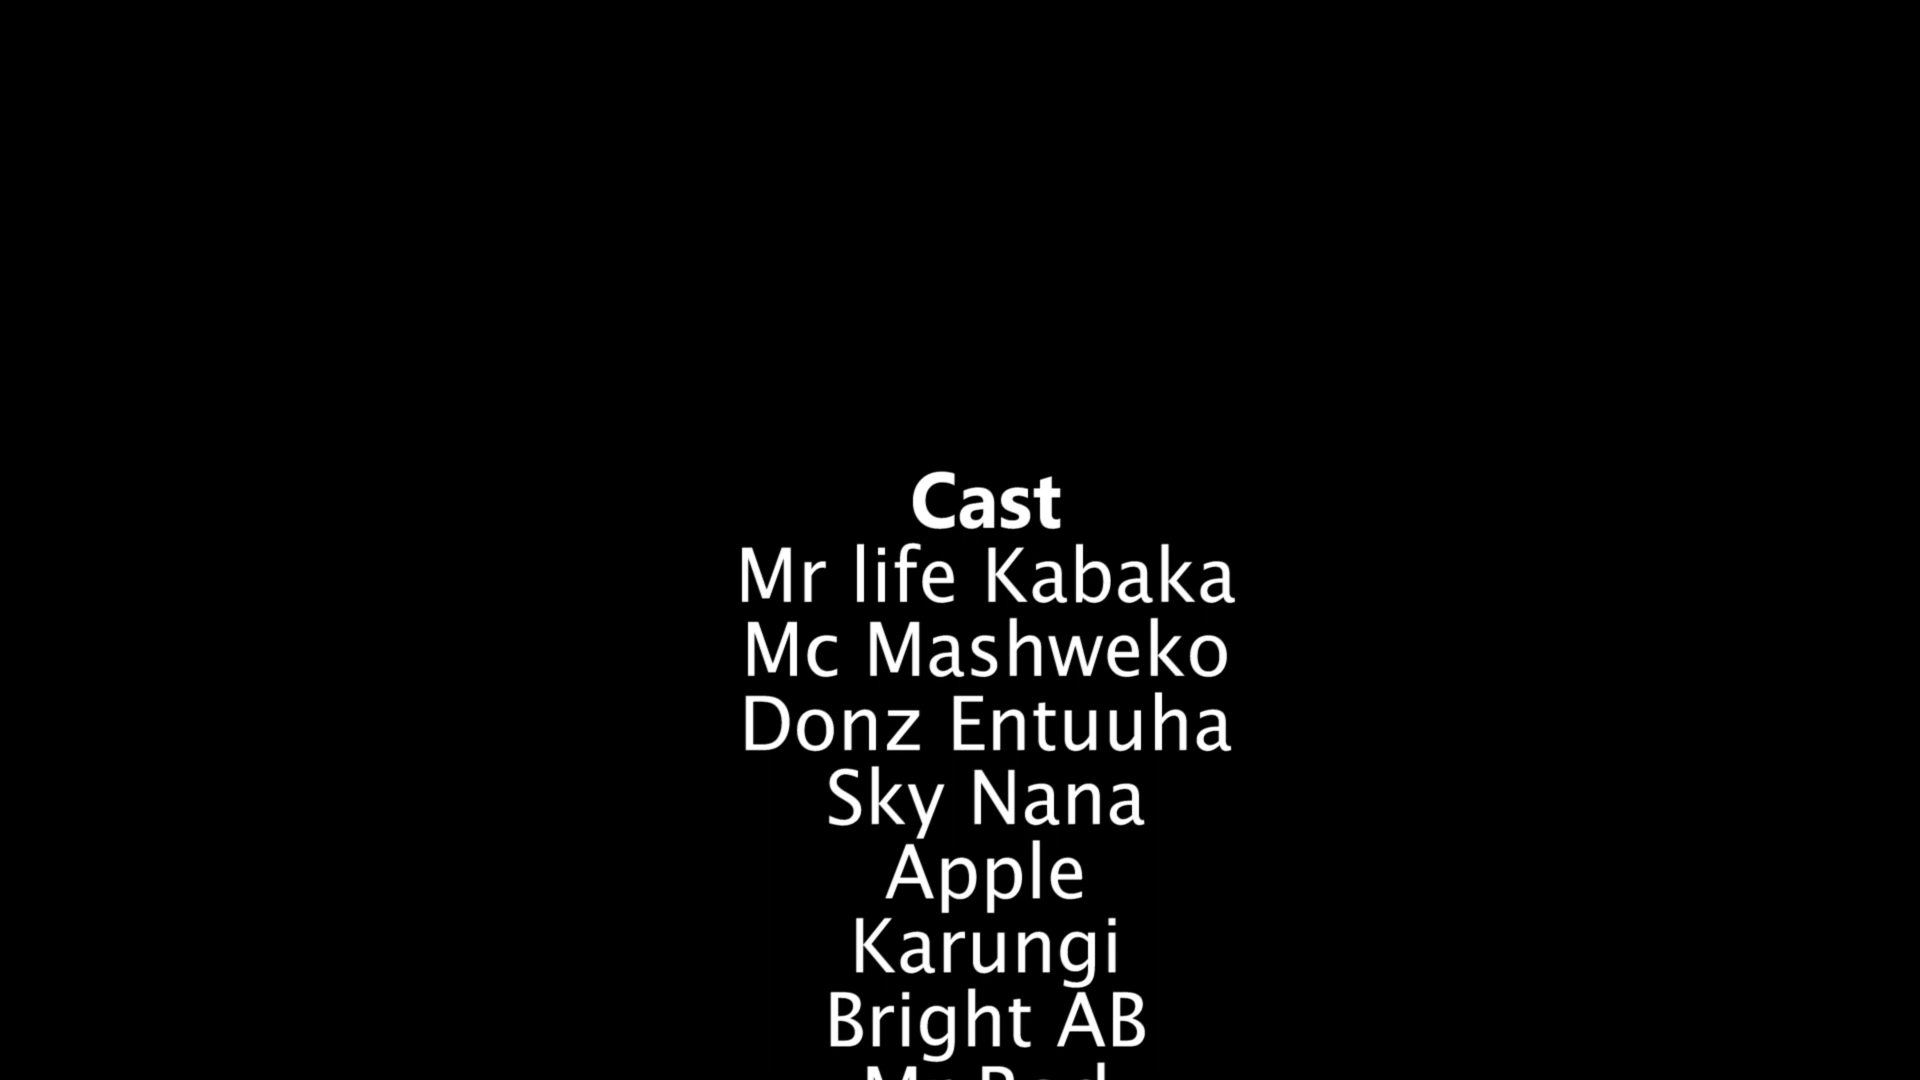 Cast
Mr life Kabaka
Mc Mashweko
Donz Entuuha
Sky Nana
Apple
Karungi
Bright AB